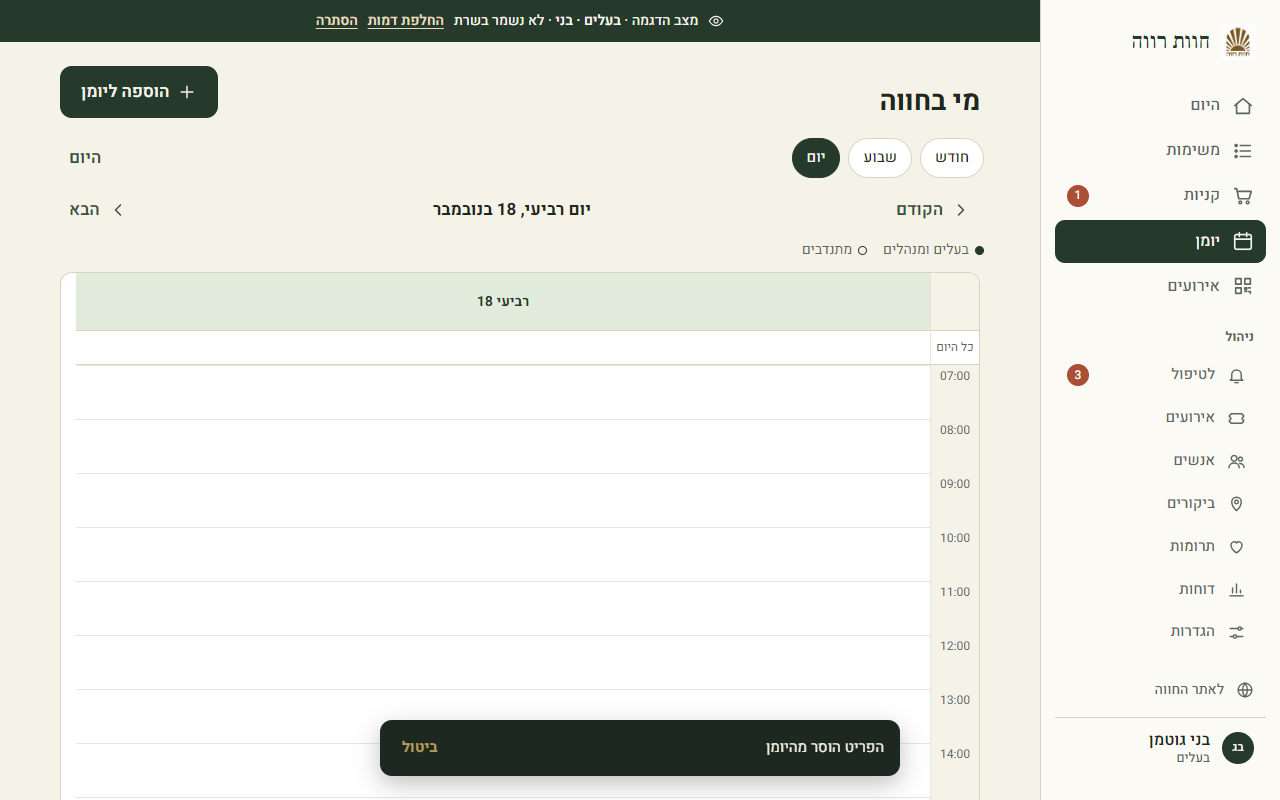 מצב הדגמה · בעלים · בני · לא נשמר בשרת החלפת דמות הסתרה
חוות רווה
חוות רווה
היום
משימות
קניות
1
יומן
אירועים
ניהול
לטיפול
3
אירועים
אנשים
ביקורים
תרומות
דוחות
הגדרות
לאתר החווה
בג
בני גוטמן
בעלים
מי בחווה
הוספה ליומן
חודש
שבוע
יום
היום
הקודם
יום רביעי, 18 בנובמבר
הבא
בעלים ומנהלים
מתנדבים
רביעי 18
כל היום
07:00
08:00
09:00
10:00
11:00
12:00
13:00
14:00
הפריט הוסר מהיומן
ביטול